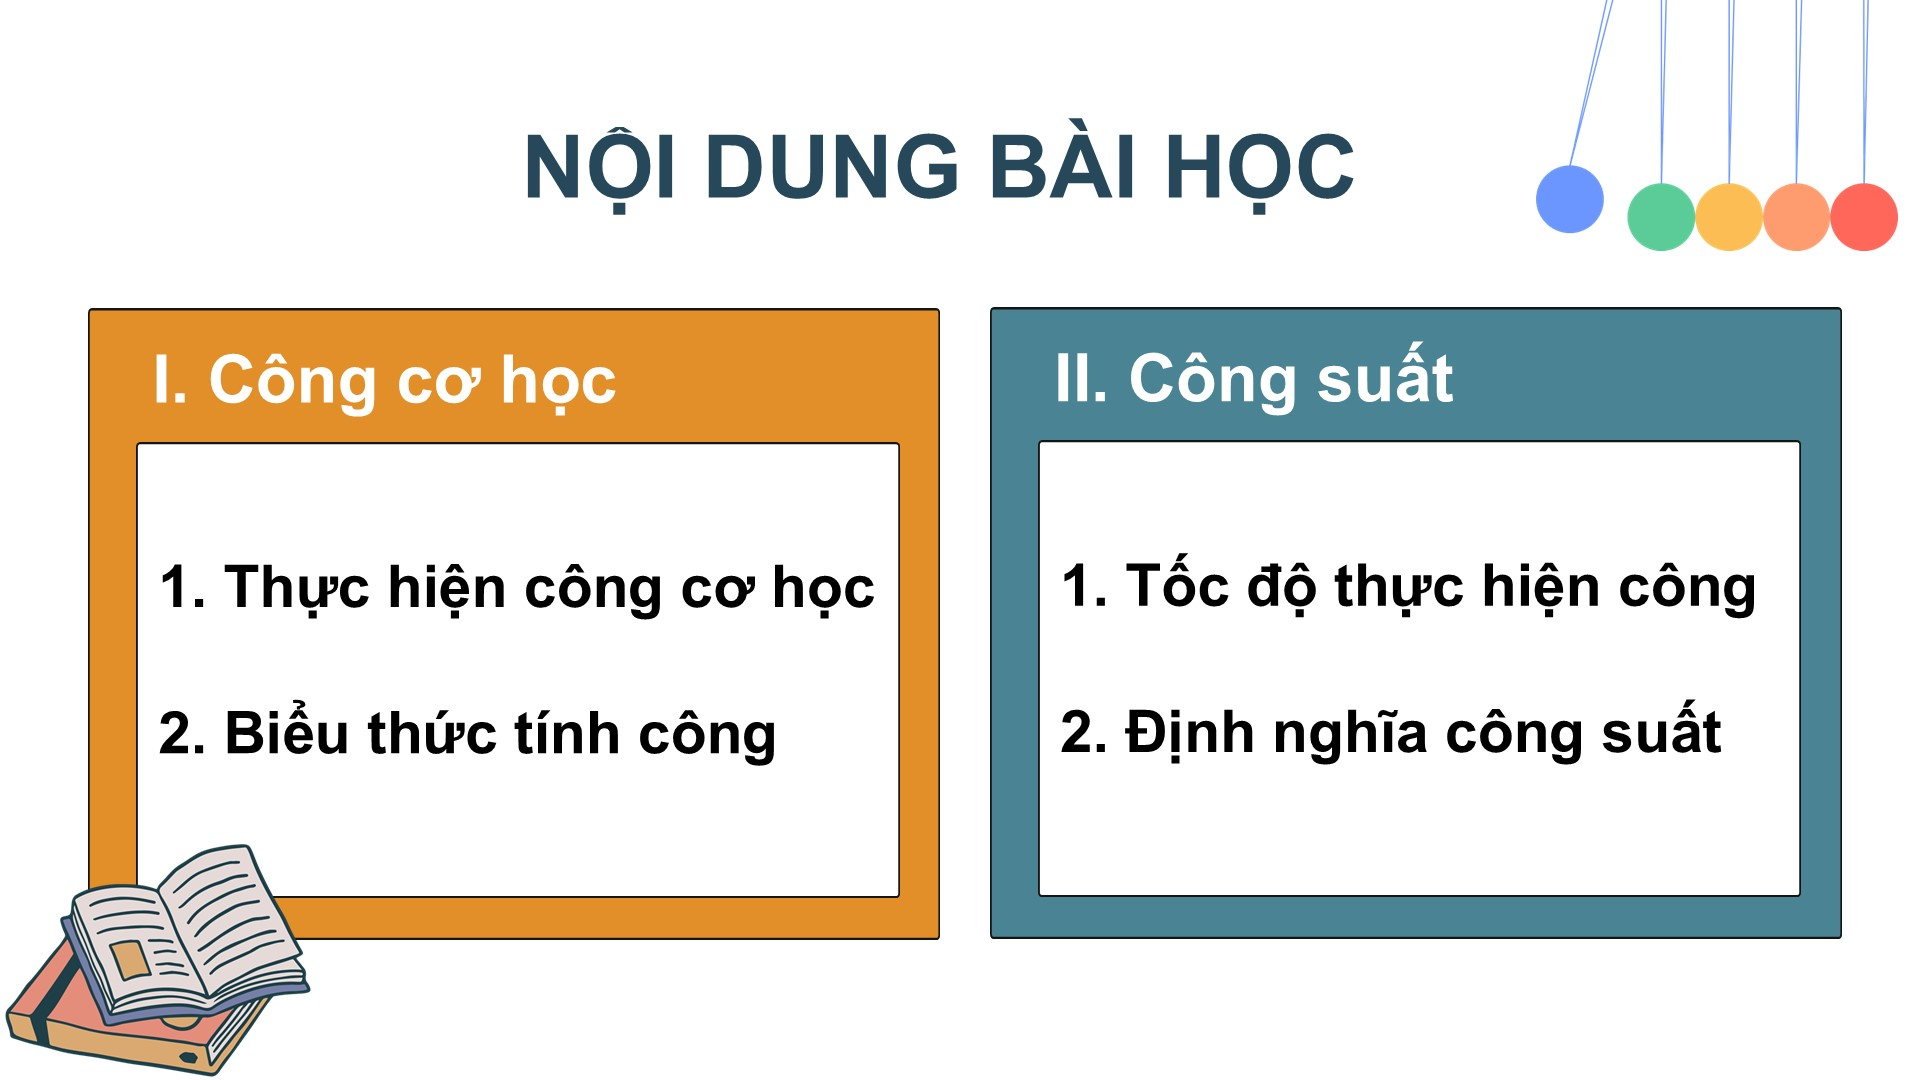 NỘI DUNG BÀI HỌC
I. Công cơ học
1. Thực hiện công cơ học
2. Biểu thức tính công
II. Công suất
1. Tốc độ thực hiện công
2. Định nghĩa công suất